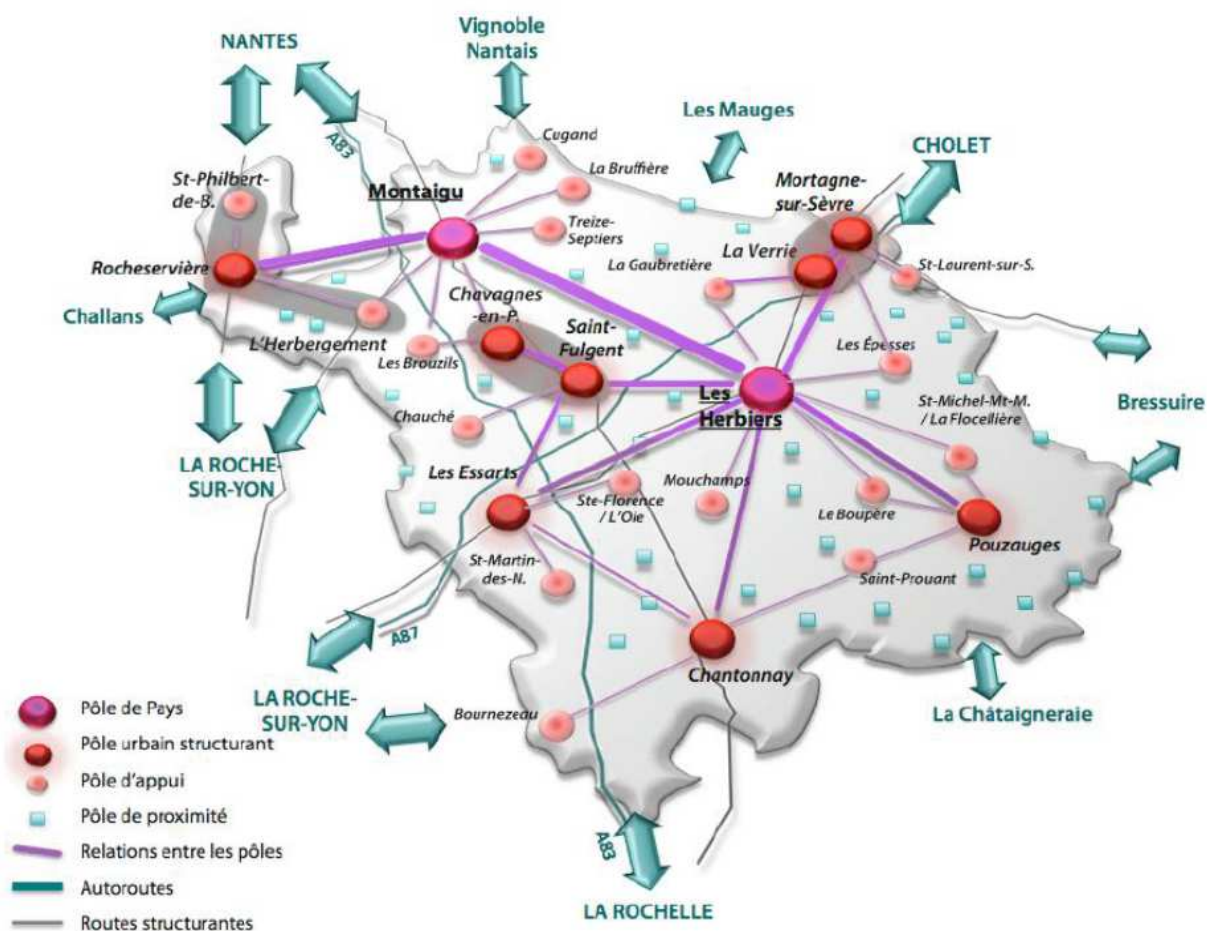 Vignoble
Nantais
NANTES
Les Mauges
CHOLET
Cugand
La Bruffière
A83
St-Philbert-
de-B.
Montaigu
Mortagne-
sur-Sèvre
Treize-
Septiers
La Verrie
La Gaubretière
St-Laurent-sur-S.
Rocheservière
Challans
Chavagnes
-en-P.
Saint-
Fulgent
L'Herbergement
Les Brouzils
Les Épesses
Bressuire
Les
Herbiers
St-Michel-Mt-M.
/ La Flocellière
Chauché
LA ROCHE-
SUR-YON
Les Essarts
Ste-Florence
/ L'Oie
Mouchamps
Le Boupère
Pouzauges
St-Martin-
des-N.
Saint-Prouant
A87
Chantonnay
LA ROCHE-
SUR-YON
Bournezeau
La Châtaigneraie
A83
LA ROCHELLE
Pôle de Pays
Pôle urbain structurant
Pôle d'appui
Pôle de proximité
Relations entre les pôles
Autoroutes
Routes structurantes